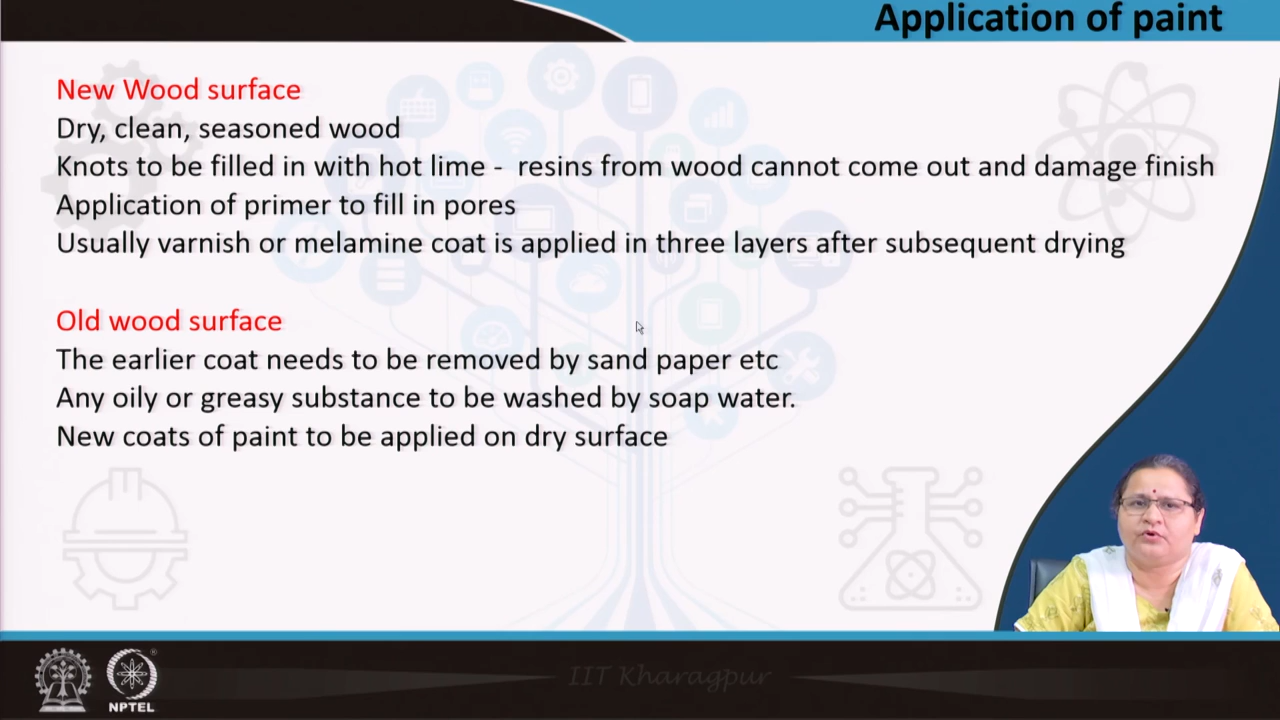 Application of paint
New Wood surface
Dry, clean, seasoned wood
Knots to be filled in with hot lime - resins from wood cannot come out and damage finish
Application of primer to fill in pores
Usually varnish or melamine coat is applied in three layers after subsequent drying
Old wood surface
The earlier coat needs to be removed by sand paper etc
Any oily or greasy substance to be washed by soap water.
New coats of paint to be applied on dry surface
IIT Kharagpur
NPTEL